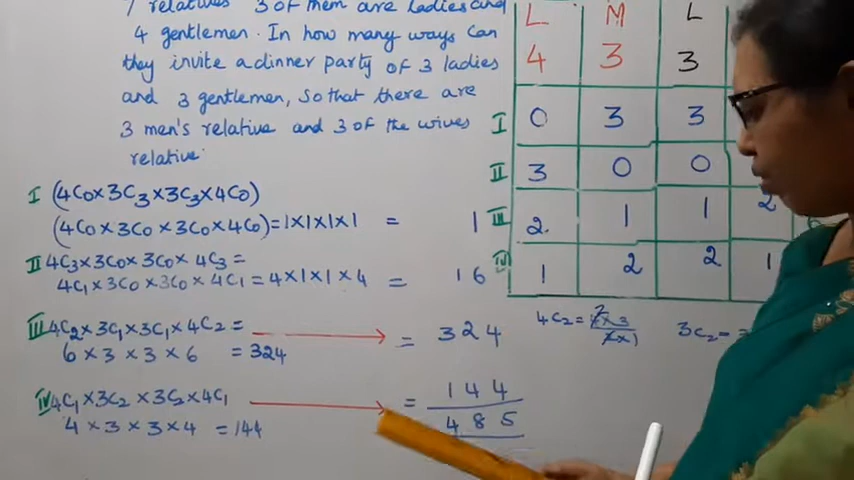 7 relatives 3 of them are ladies and
4 gentlemen. In how many ways can
they invite a dinner party of 3 ladies
and 3 gentlemen, so that there are
3 men's relative and 3 of the wives
relative.
L M L
4 3 3
I 0 3 3
II 3 0 0
III 2 1 1 2
IV 1 2 2 1
I (4C0×3C3×3C3×4C0)
(4C0×3C0×3C0×4C0)=1×1×1×1 = 1
II 4C3×3C0×3C0×4C3=
4C1×3C0×3C0×4C1=4×1×1×4 = 16
III 4C2×3C1×3C1×4C2= = 324
6×3×3×6 =324
IV 4C1×3C2×3C2×4C1 = 144
4×3×3×4 =144
485
4C2= 4×3/2×1 2
3C2=